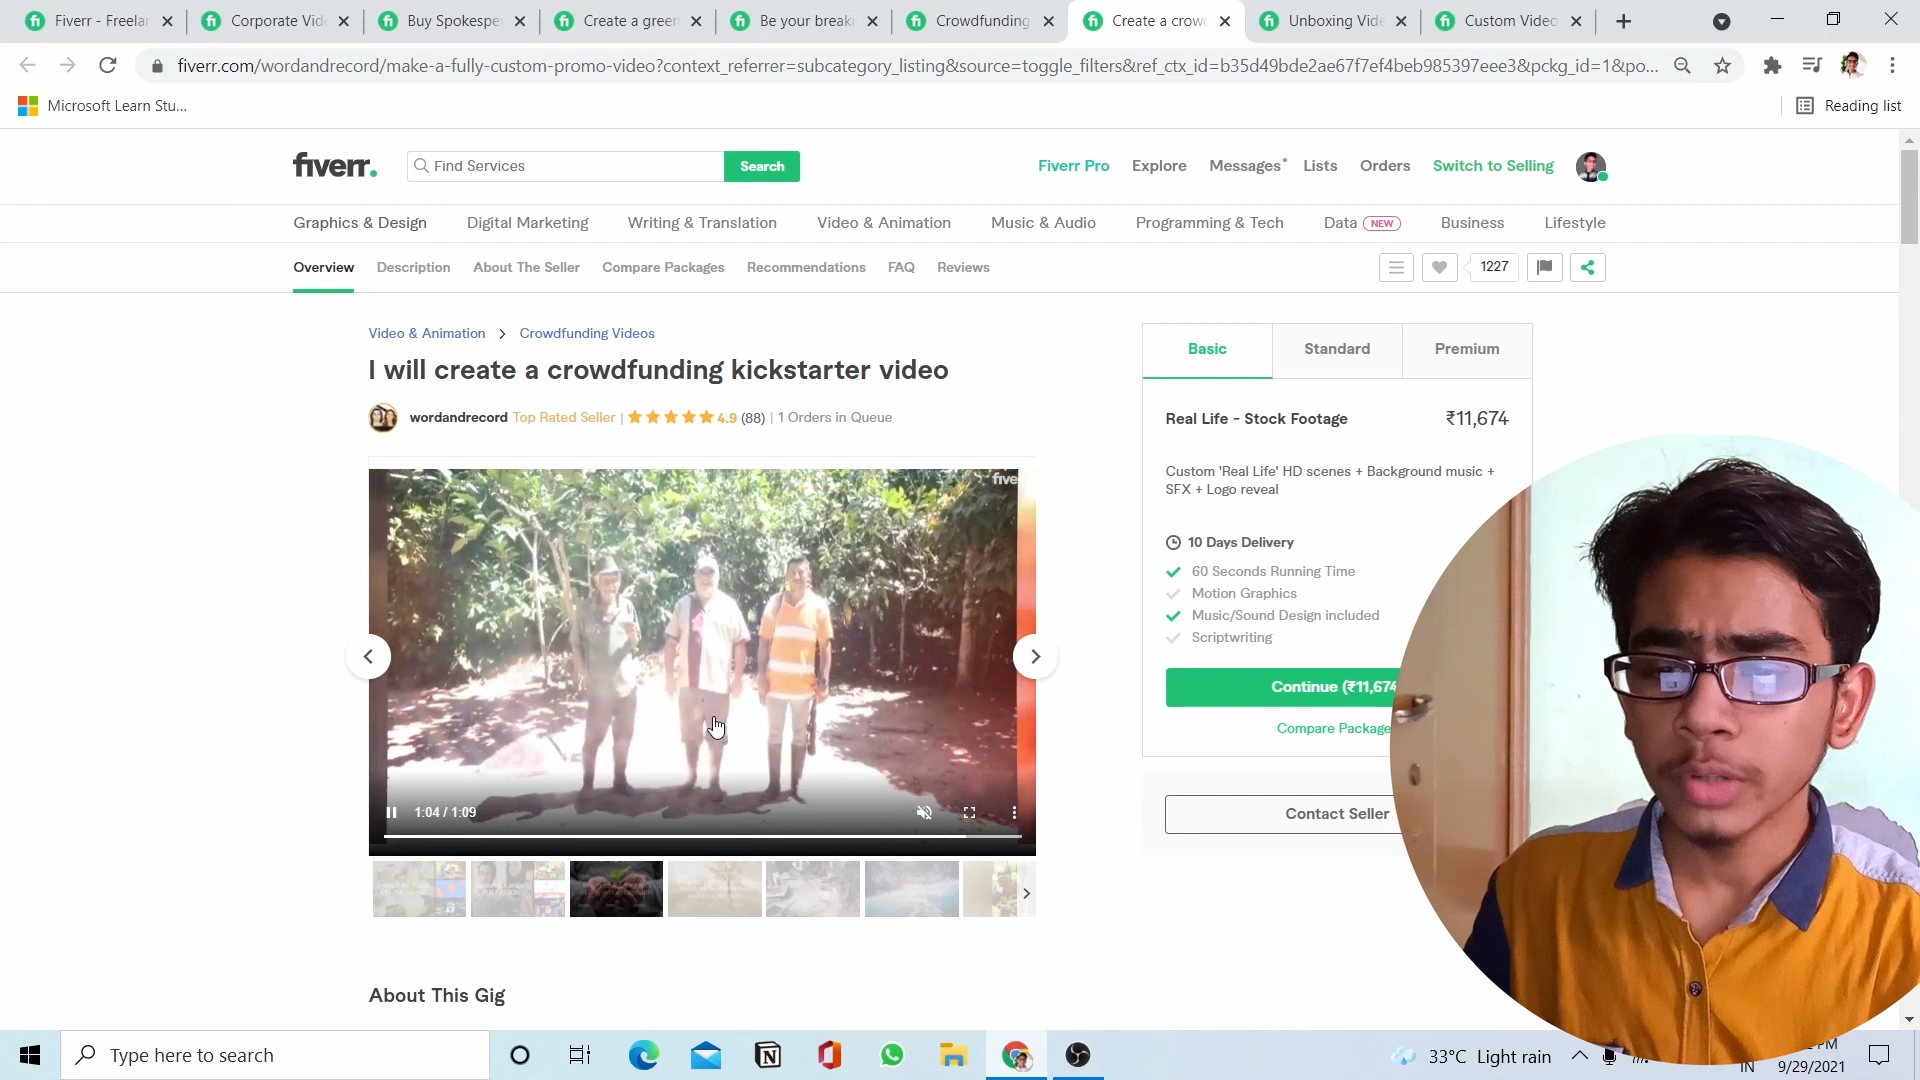 Fiverr - Freelan
Corporate Vide
Buy Spokespe
Create a green
Be your breaki
Crowdfunding
Create a crow
Unboxing Vide
Custom Video
fiverr.com/wordandrecord/make-a-fully-custom-promo-video?context_referrer=subcategory_listing&source=toggle_filters&ref_ctx_id=b35d49bde2ae67f7ef4beb985397eee3&pckg_id=1&po...
Microsoft Learn Stu...
Reading list
fiverr.
Find Services
Search
Fiverr Pro
Explore
Messages
Lists
Orders
Switch to Selling
Graphics & Design
Digital Marketing
Writing & Translation
Video & Animation
Music & Audio
Programming & Tech
Data NEW
Business
Lifestyle
Overview
Description
About The Seller
Compare Packages
Recommendations
FAQ
Reviews
1227
Video & Animation > Crowdfunding Videos
I will create a crowdfunding kickstarter video
wordandrecord Top Rated Seller | 4.9 (88) | 1 Orders in Queue
five
1:04 / 1:09
Basic
Standard
Premium
Real Life - Stock Footage
₹11,674
Custom 'Real Life' HD scenes + Background music +
SFX + Logo reveal
10 Days Delivery
60 Seconds Running Time
Motion Graphics
Music/Sound Design included
Scriptwriting
Continue (₹11,674
Compare Package
Contact Seller
About This Gig
Type here to search
33°C Light rain
PM
IN
9/29/2021